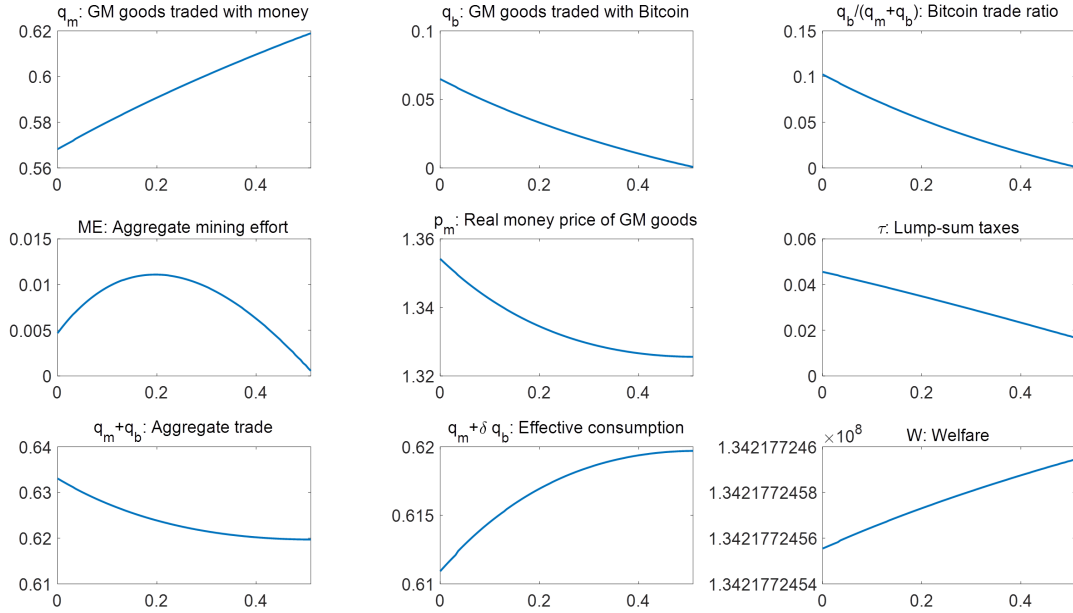 q_m: GM goods traded with money
0.62
0.6
0.58
0.56
0 0.2 0.4
q_b: GM goods traded with Bitcoin
0.1
0.05
0
0 0.2 0.4
q_b/(q_m+q_b): Bitcoin trade ratio
0.15
0.1
0.05
0
0 0.2 0.4
ME: Aggregate mining effort
0.015
0.01
0.005
0
0 0.2 0.4
p_m: Real money price of GM goods
1.36
1.34
1.32
0 0.2 0.4
τ: Lump-sum taxes
0.06
0.04
0.02
0
0 0.2 0.4
q_m+q_b: Aggregate trade
0.64
0.63
0.62
0.61
0 0.2 0.4
q_m+δ q_b: Effective consumption
0.62
0.615
0.61
0 0.2 0.4
W: Welfare
×10^8
1.3421772446
1.3421772458
1.3421772456
1.3421772454
0 0.2 0.4